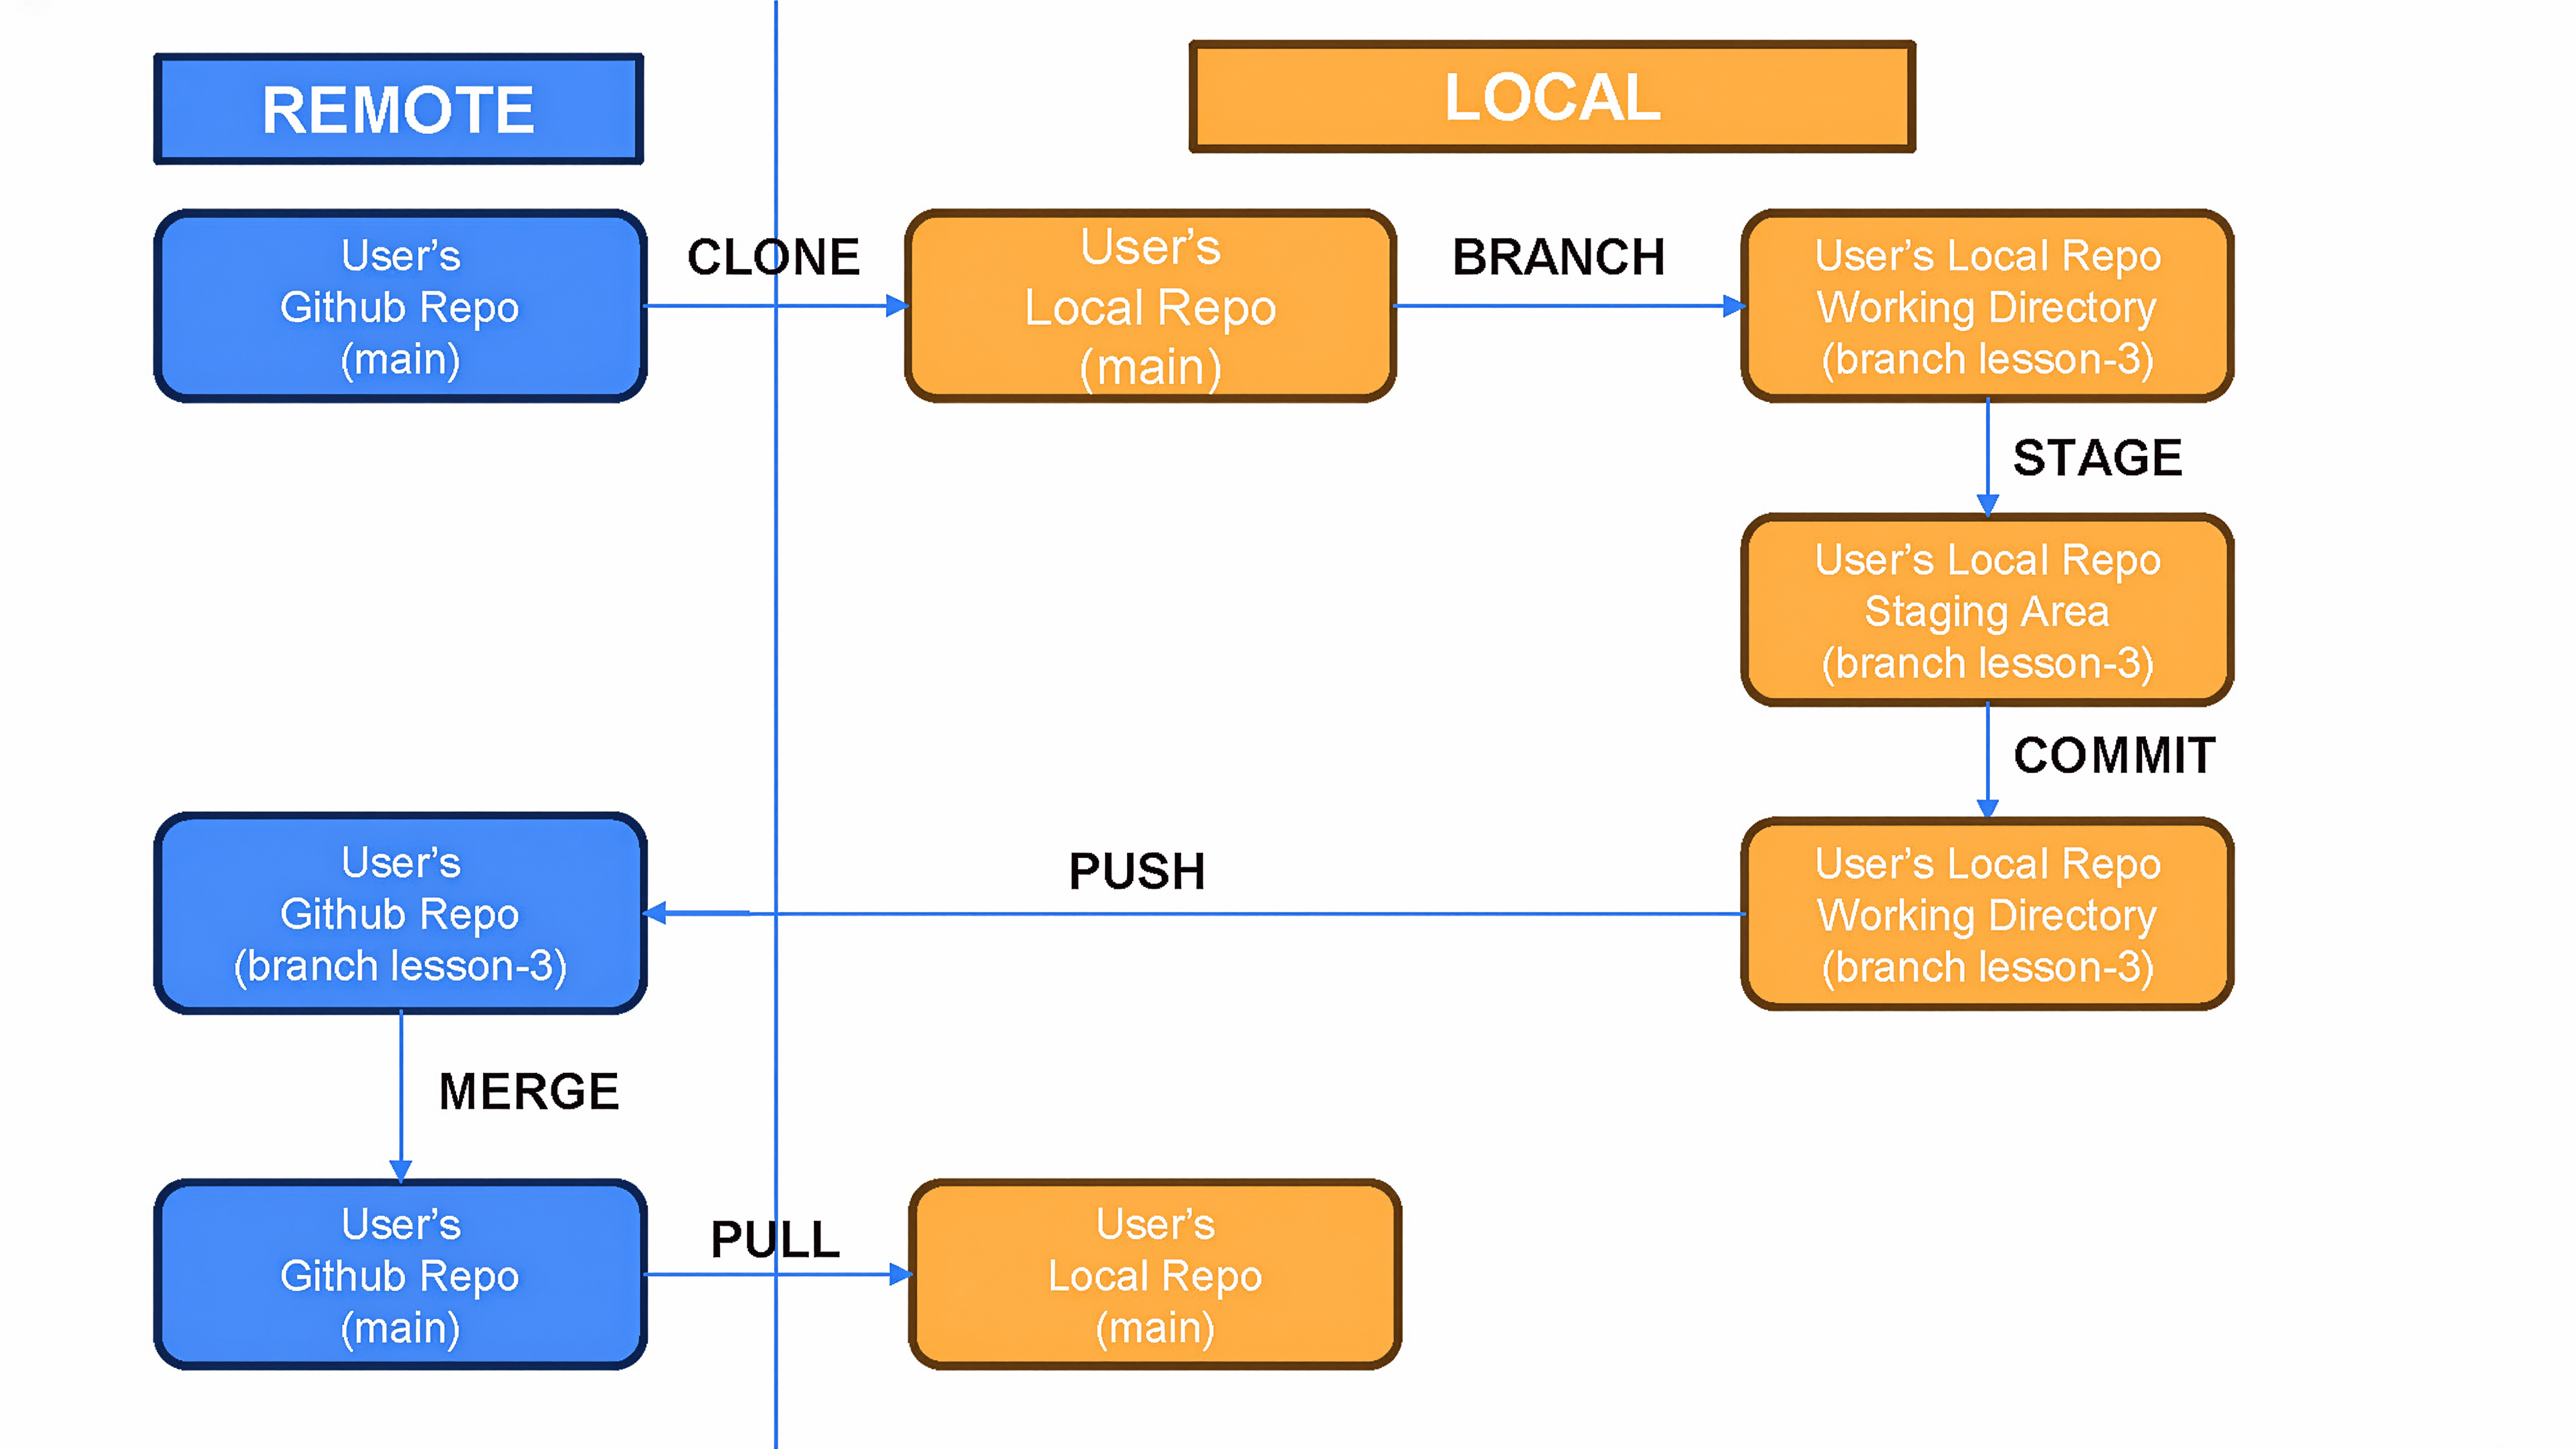 REMOTE
LOCAL
User’s
Github Repo
(main)
CLONE
User’s
Local Repo
(main)
BRANCH
User’s Local Repo
Working Directory
(branch lesson-3)
STAGE
User’s Local Repo
Staging Area
(branch lesson-3)
COMMIT
User’s Local Repo
Working Directory
(branch lesson-3)
PUSH
User’s
Github Repo
(branch lesson-3)
MERGE
User’s
Github Repo
(main)
PULL
User’s
Local Repo
(main)